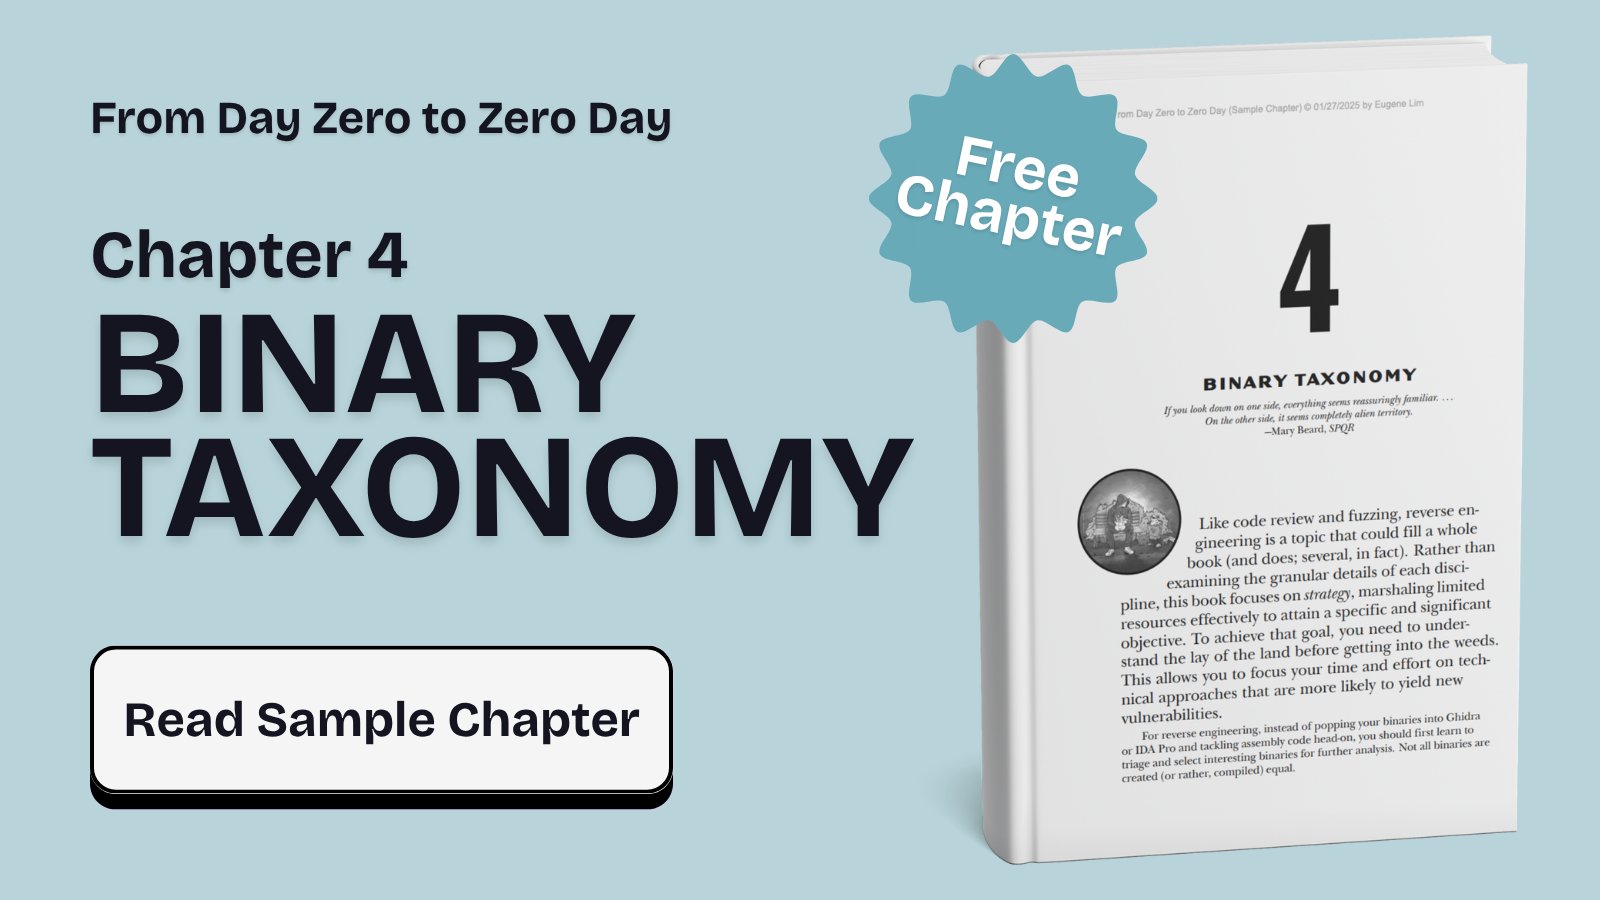 From Day Zero to Zero Day
Chapter 4
BINARY
TAXONOMY
Read Sample Chapter
Free
Chapter
rom Day Zero to Zero Day (Sample Chapter) © 01/27/2025 by Eugene Lim
4
BINARY TAXONOMY
If you look down on one side, everything seems reassuringly familiar. . . .
On the other side, it seems completely alien territory.
—Mary Beard, SPQR
Like code review and fuzzing, reverse en-
gineering is a topic that could fill a whole
book (and does; several, in fact). Rather than
examining the granular details of each disci-
pline, this book focuses on strategy, marshaling limited
resources effectively to attain a specific and significant
objective. To achieve that goal, you need to under-
stand the lay of the land before getting into the weeds.
This allows you to focus your time and effort on tech-
nical approaches that are more likely to yield new
vulnerabilities.
For reverse engineering, instead of popping your binaries into Ghidra
or IDA Pro and tackling assembly code head-on, you should first learn to
triage and select interesting binaries for further analysis. Not all binaries are
created (or rather, compiled) equal.